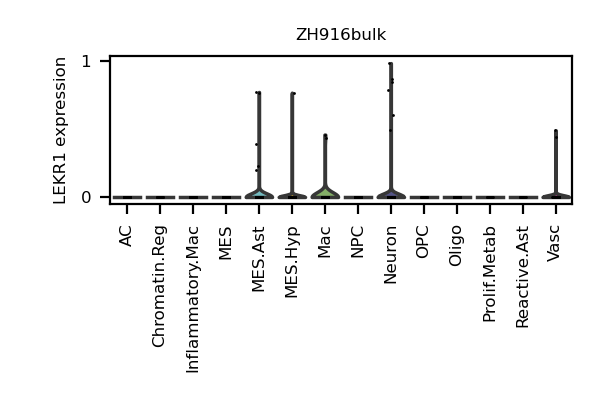 ZH916bulk
LEKR1 expression
1
0
AC
Chromatin.Reg
Inflammatory.Mac
MES
MES.Ast
MES.Hyp
Mac
NPC
Neuron
OPC
Oligo
Prolif.Metab
Reactive.Ast
Vasc